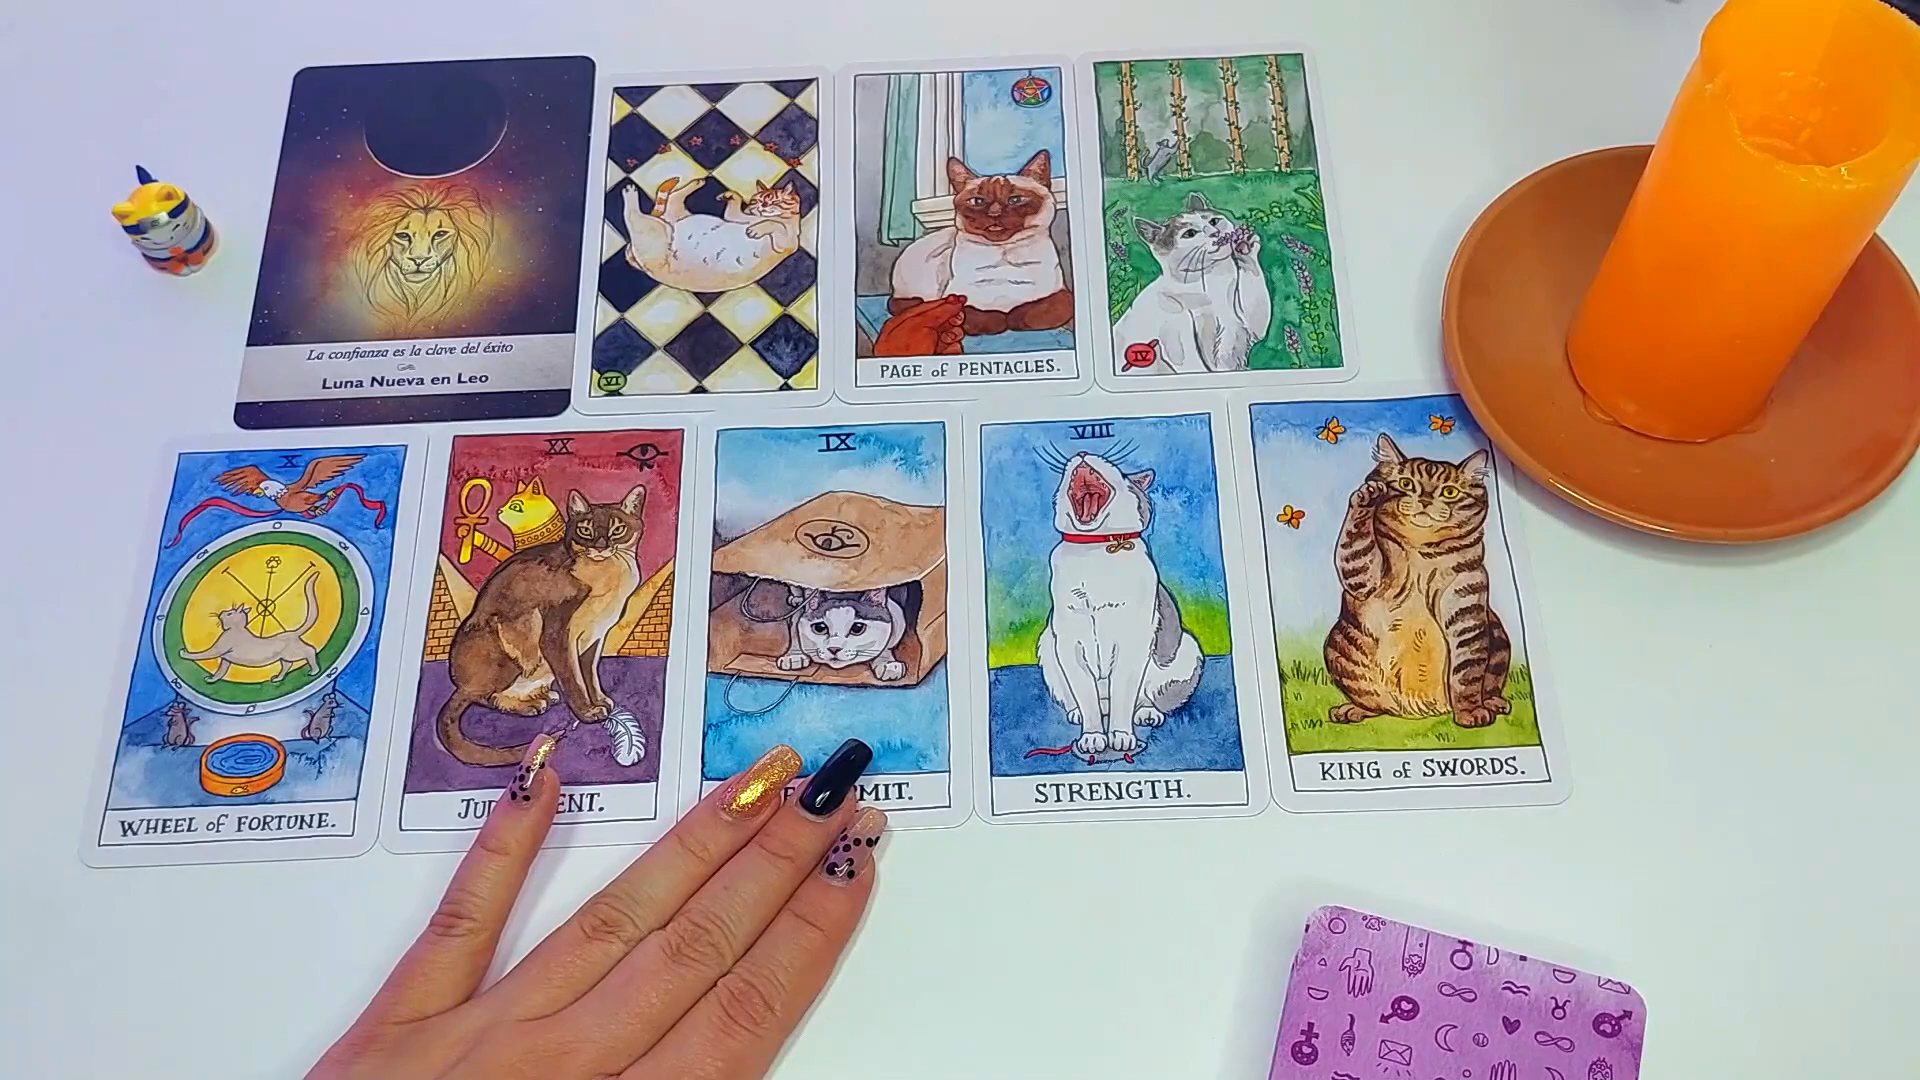 La confianza es la clave del éxito
Luna Nueva en Leo
VI
PAGE of PENTACLES.
IV
X
WHEEL of FORTUNE.
XX
IX
VIII
STRENGTH.
KING of SWORDS.